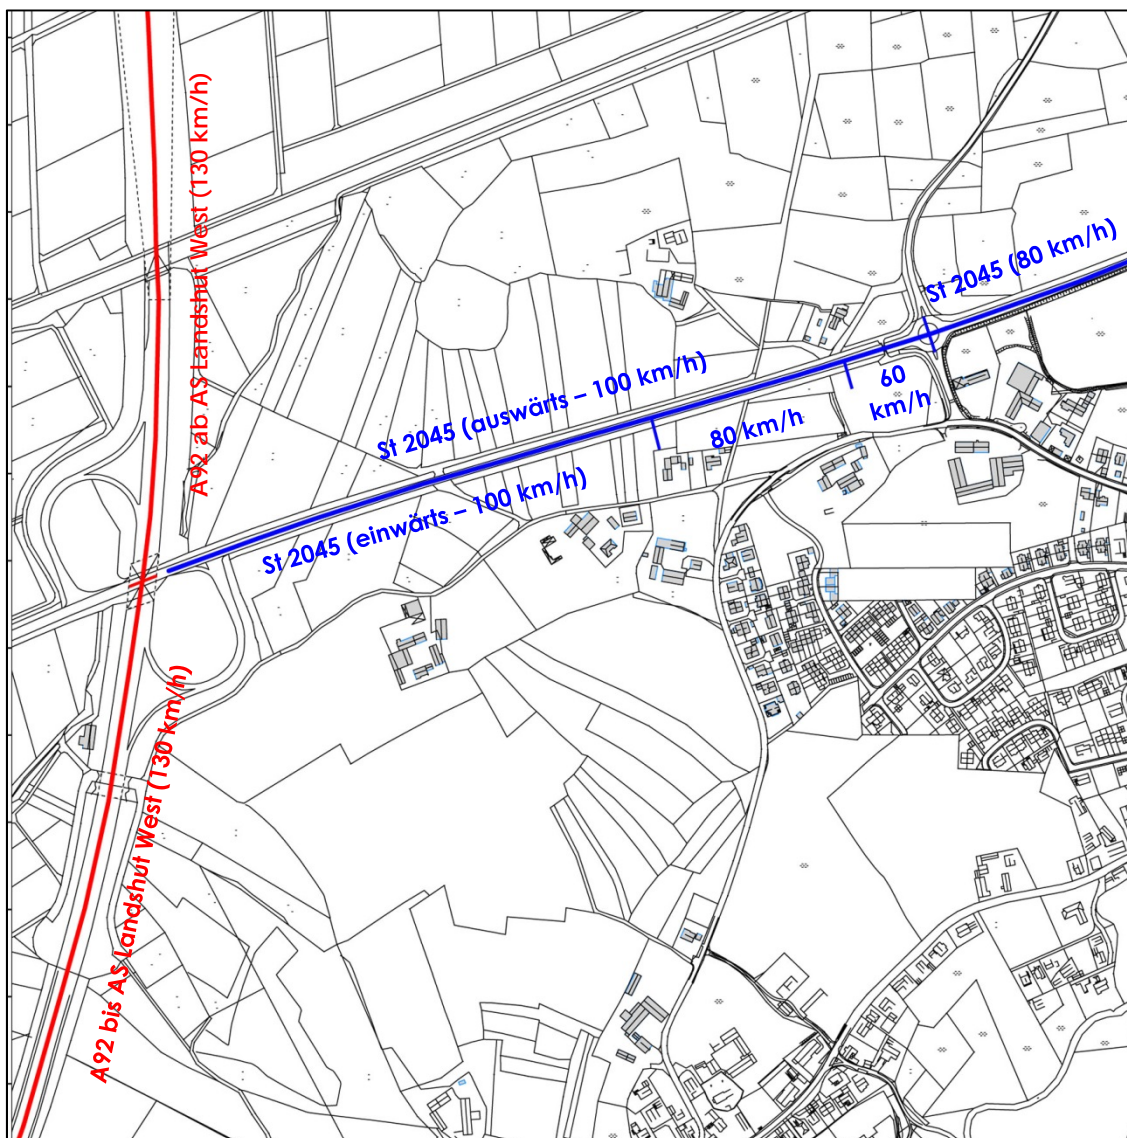 A92 ab AS Landshut West (130 km/h)
St 2045 (80 km/h)
St 2045 (auswärts – 100 km/h)
60
km/h
80 km/h
St 2045 (einwärts – 100 km/h)
A92 bis AS Landshut West (130 km/h)